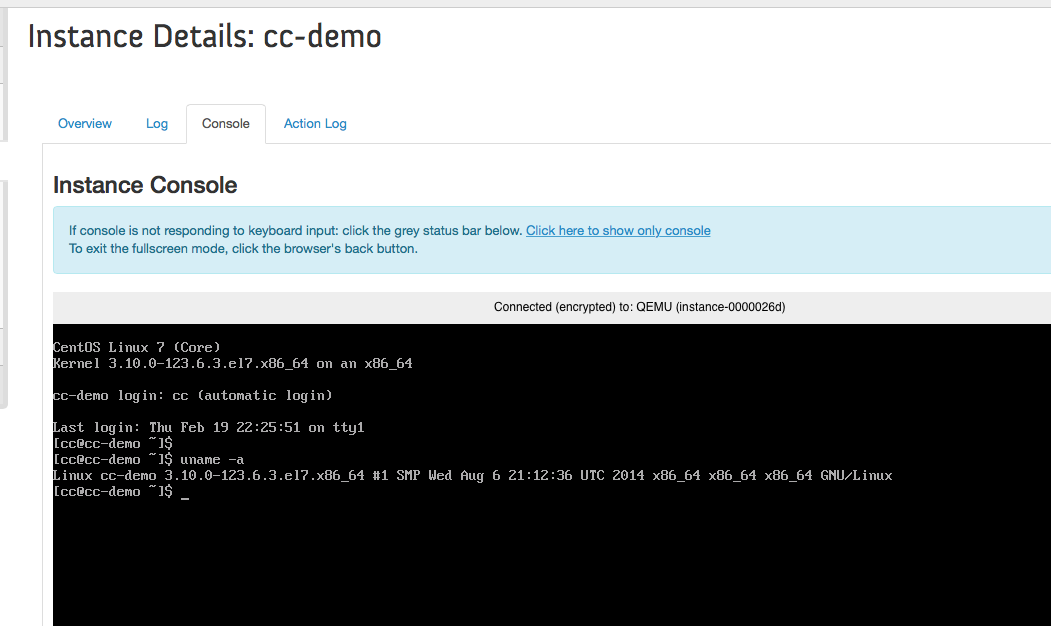 Instance Details: cc-demo
Overview Log Console Action Log
Instance Console
If console is not responding to keyboard input: click the grey status bar below. Click here to show only console
To exit the fullscreen mode, click the browser's back button.
Connected (encrypted) to: QEMU (instance-0000026d)
CentOS Linux 7 (Core)
Kernel 3.10.0-123.6.3.el7.x86_64 on an x86_64
cc-demo login: cc (automatic login)
Last login: Thu Feb 19 22:25:51 on tty1
[cc@cc-demo ~]$
[cc@cc-demo ~]$ uname -a
Linux cc-demo 3.10.0-123.6.3.el7.x86_64 #1 SMP Wed Aug 6 21:12:36 UTC 2014 x86_64 x86_64 x86_64 GNU/Linux
[cc@cc-demo ~]$ _